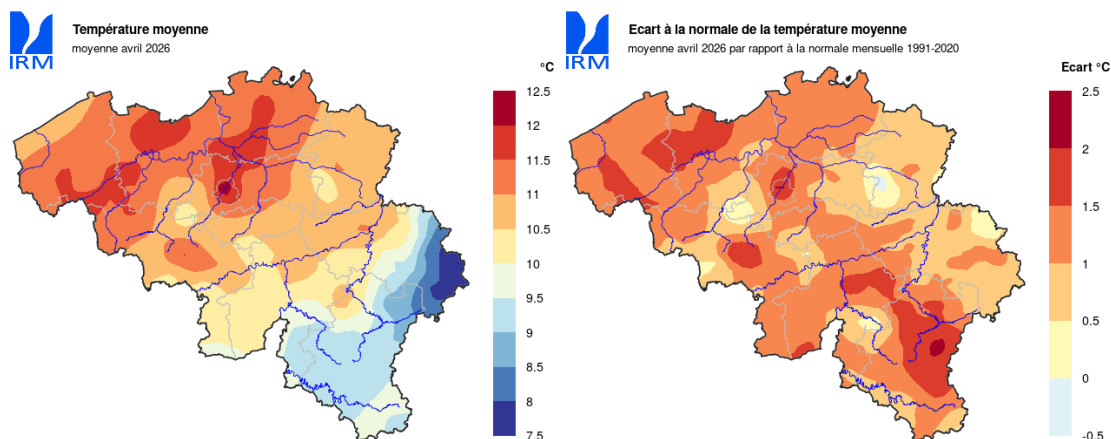 IRM
Température moyenne
moyenne avril 2026
°C
12.5
12
11.5
11
10.5
10
9.5
9
8.5
8
7.5
IRM
Ecart à la normale de la température moyenne
moyenne avril 2026 par rapport à la normale mensuelle 1991-2020
Ecart °C
2.5
2
1.5
1
0.5
0
-0.5